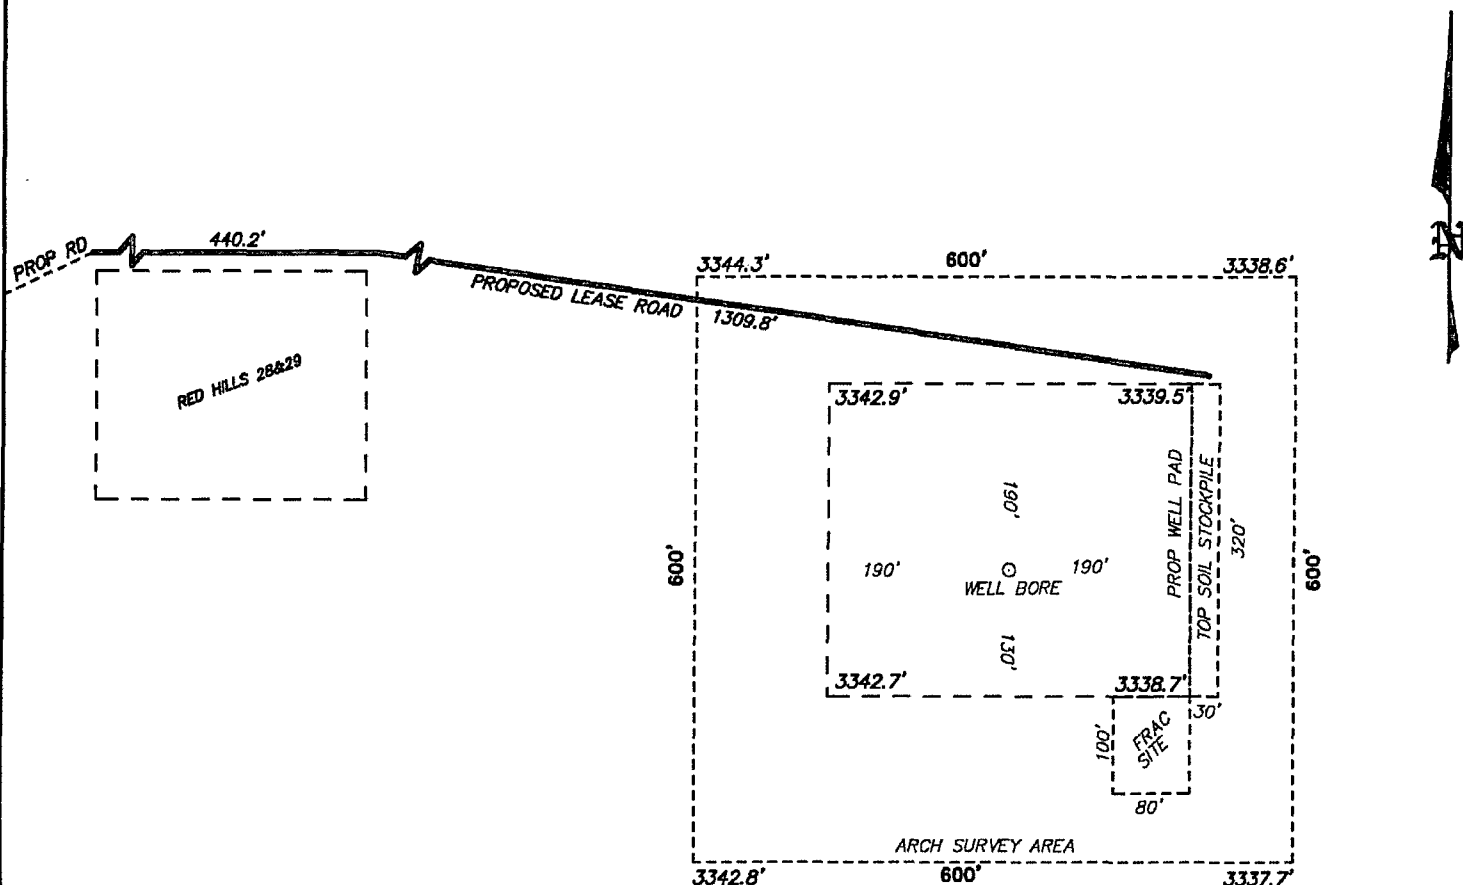 PROP RD
440.2'
3344.3'
600'
3338.6'
PROPOSED LEASE ROAD
1309.8'
RED HILLS 28&29
3342.9'
3339.5'
190'
190'
190'
WELL BORE
130'
PROP WELL PAD
TOP SOIL STOCKPILE
320'
600'
600'
3342.7'
3338.7'
30'
100'
FRAC
SITE
80'
ARCH SURVEY AREA
3342.8'
600'
3337.7'
N